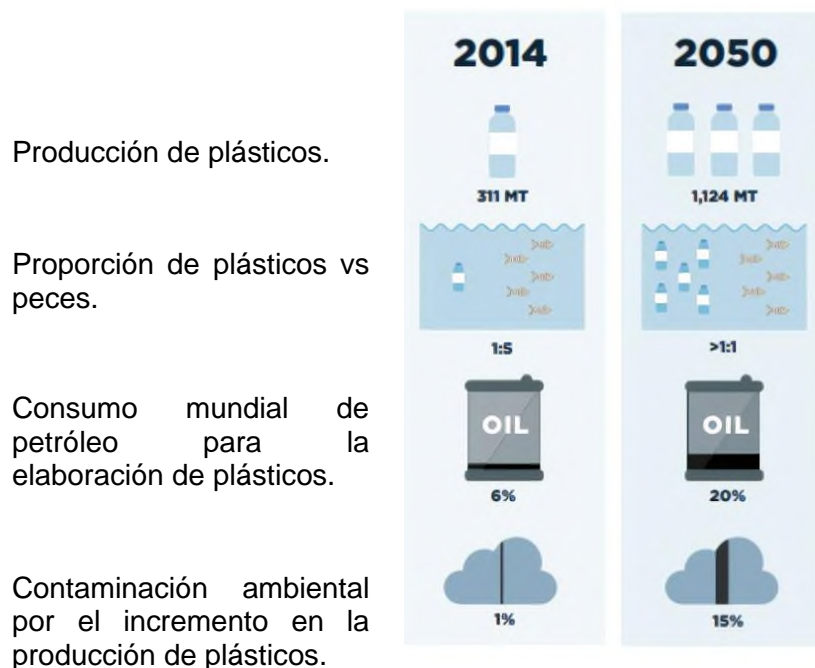 2014 2050
Producción de plásticos.
311 MT 1,124 MT
Proporción de plásticos vs
peces.
1:5 >1:1
Consumo mundial de
petróleo para la
elaboración de plásticos.
OIL OIL
6% 20%
Contaminación ambiental
por el incremento en la
producción de plásticos.
1% 15%